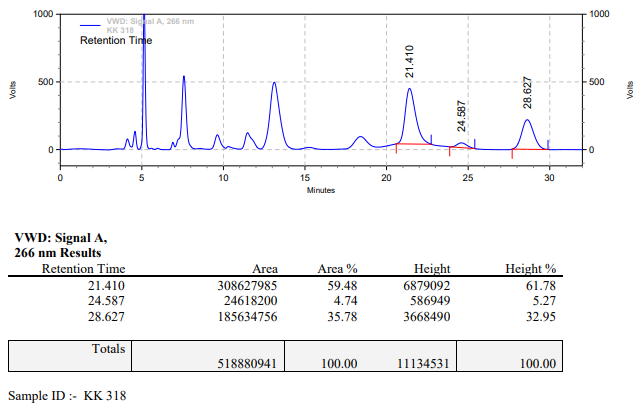 1000 VWD: Signal A, 266 nm 1000
KK 318
Retention Time
21.410
24.587
28.627
Volts 500 500 Volts
0 0
0 5 10 15 20 25 30
Minutes
VWD: Signal A,
266 nm Results
Retention Time Area Area % Height Height %
21.410 308627985 59.48 6879092 61.78
24.587 24618200 4.74 586949 5.27
28.627 185634756 35.78 3668490 32.95
Totals
518880941 100.00 11134531 100.00
Sample ID :- KK 318